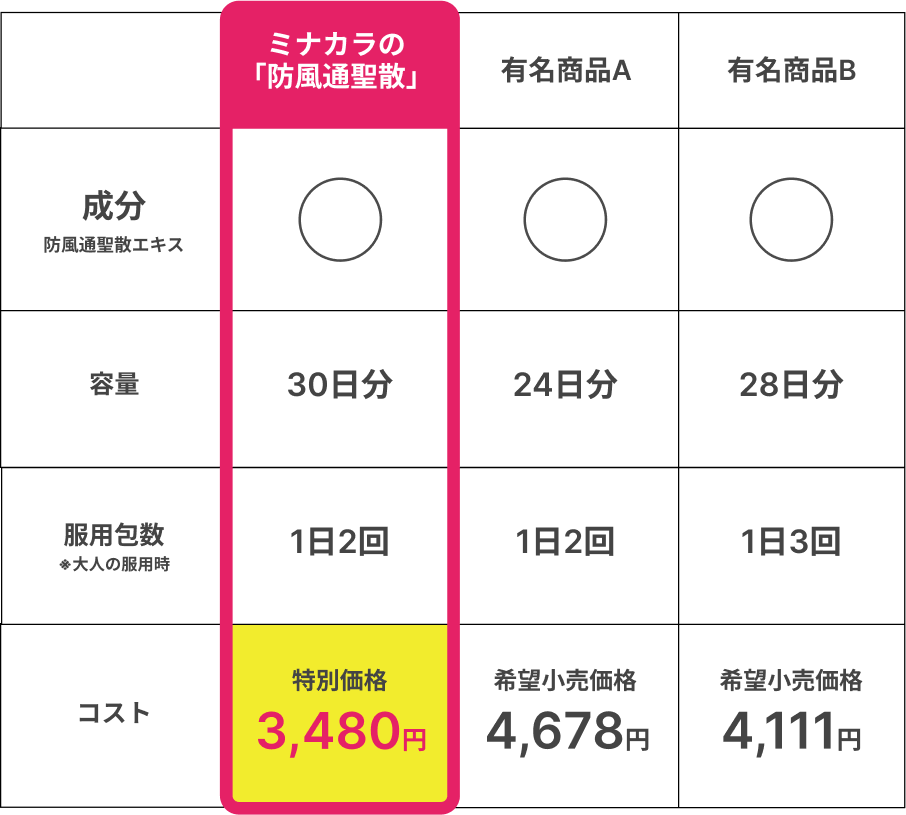 ミナカラの
「防風通聖散」
有名商品A
有名商品B
成分
防風通聖散エキス
容量
30日分
24日分
28日分
服用包数
※大人の服用時
1日2回
1日2回
1日3回
コスト
特別価格
3,480円
希望小売価格
4,678円
希望小売価格
4,111円